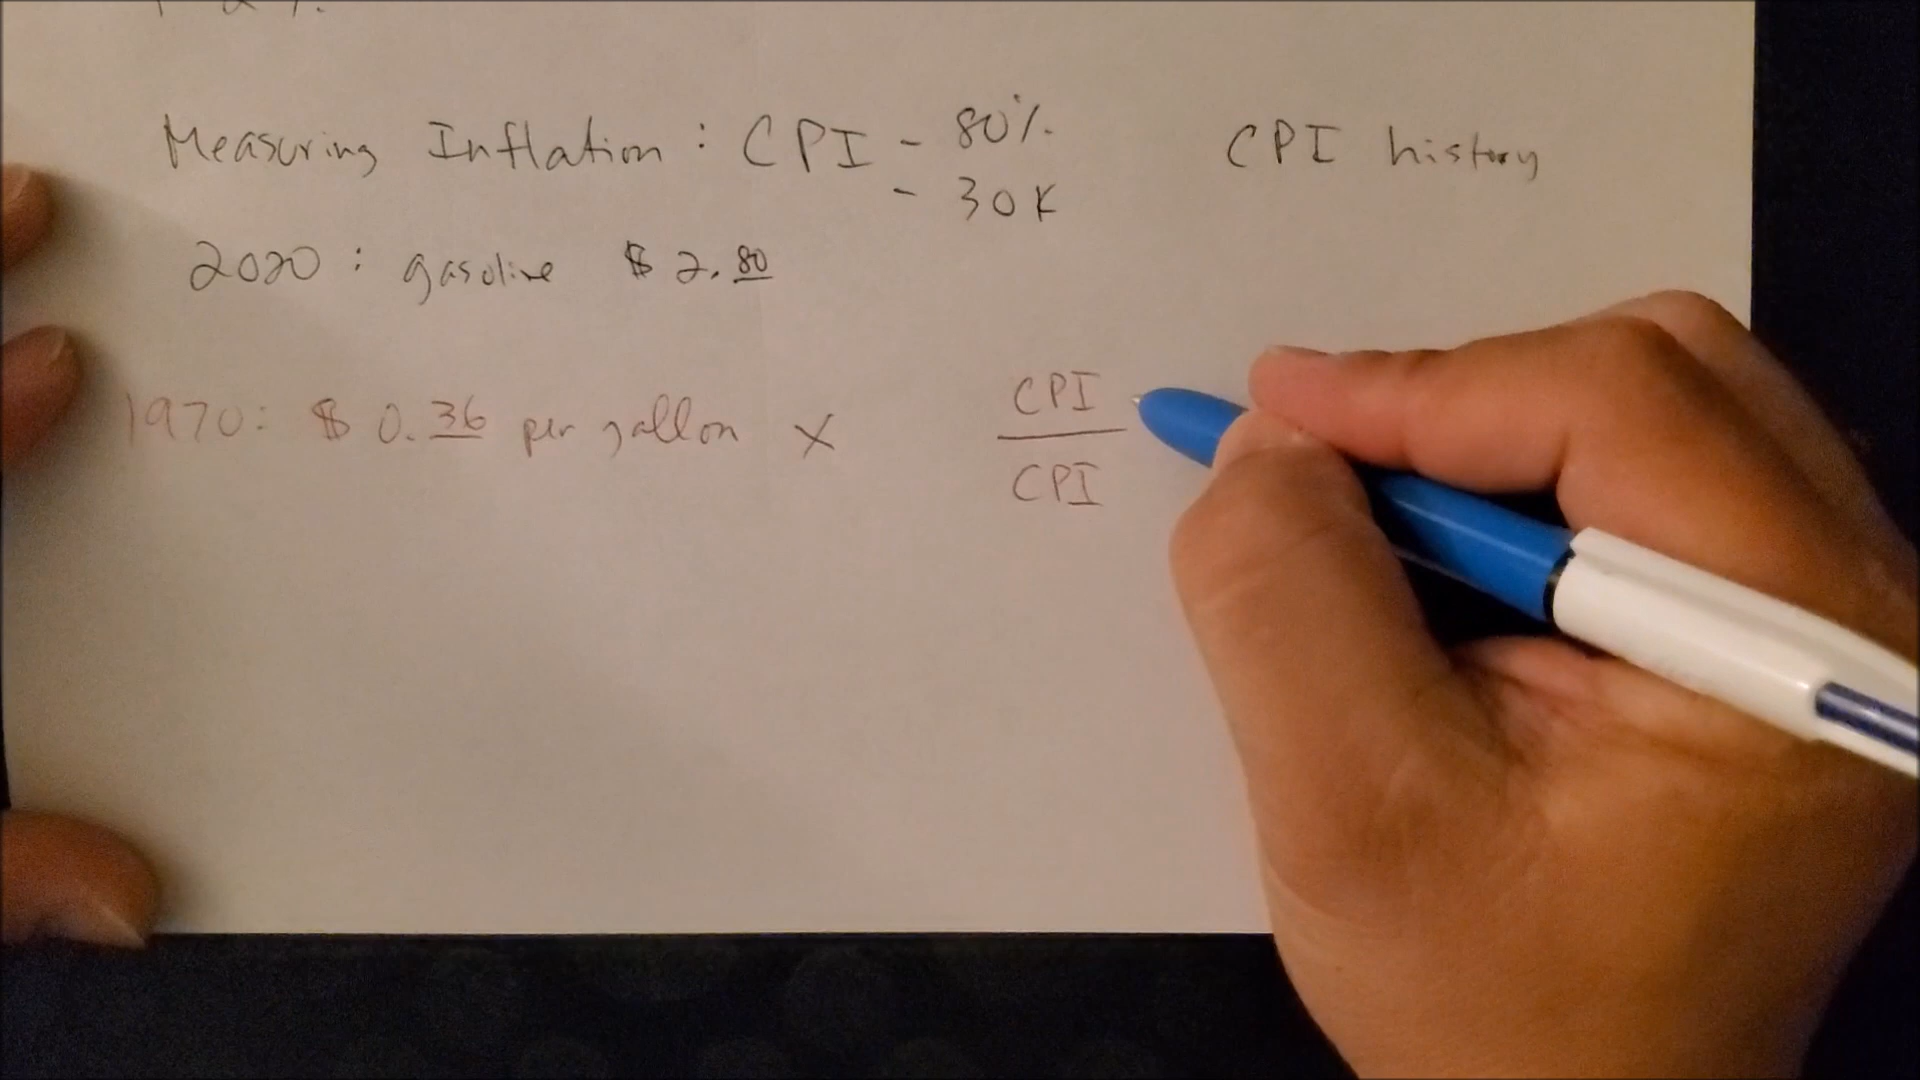 Measuring Inflation : CPI - 80% CPI history
- 30K
2020 : gasoline $ 2.80
1970: $ 0.36 per gallon X CPI
CPI